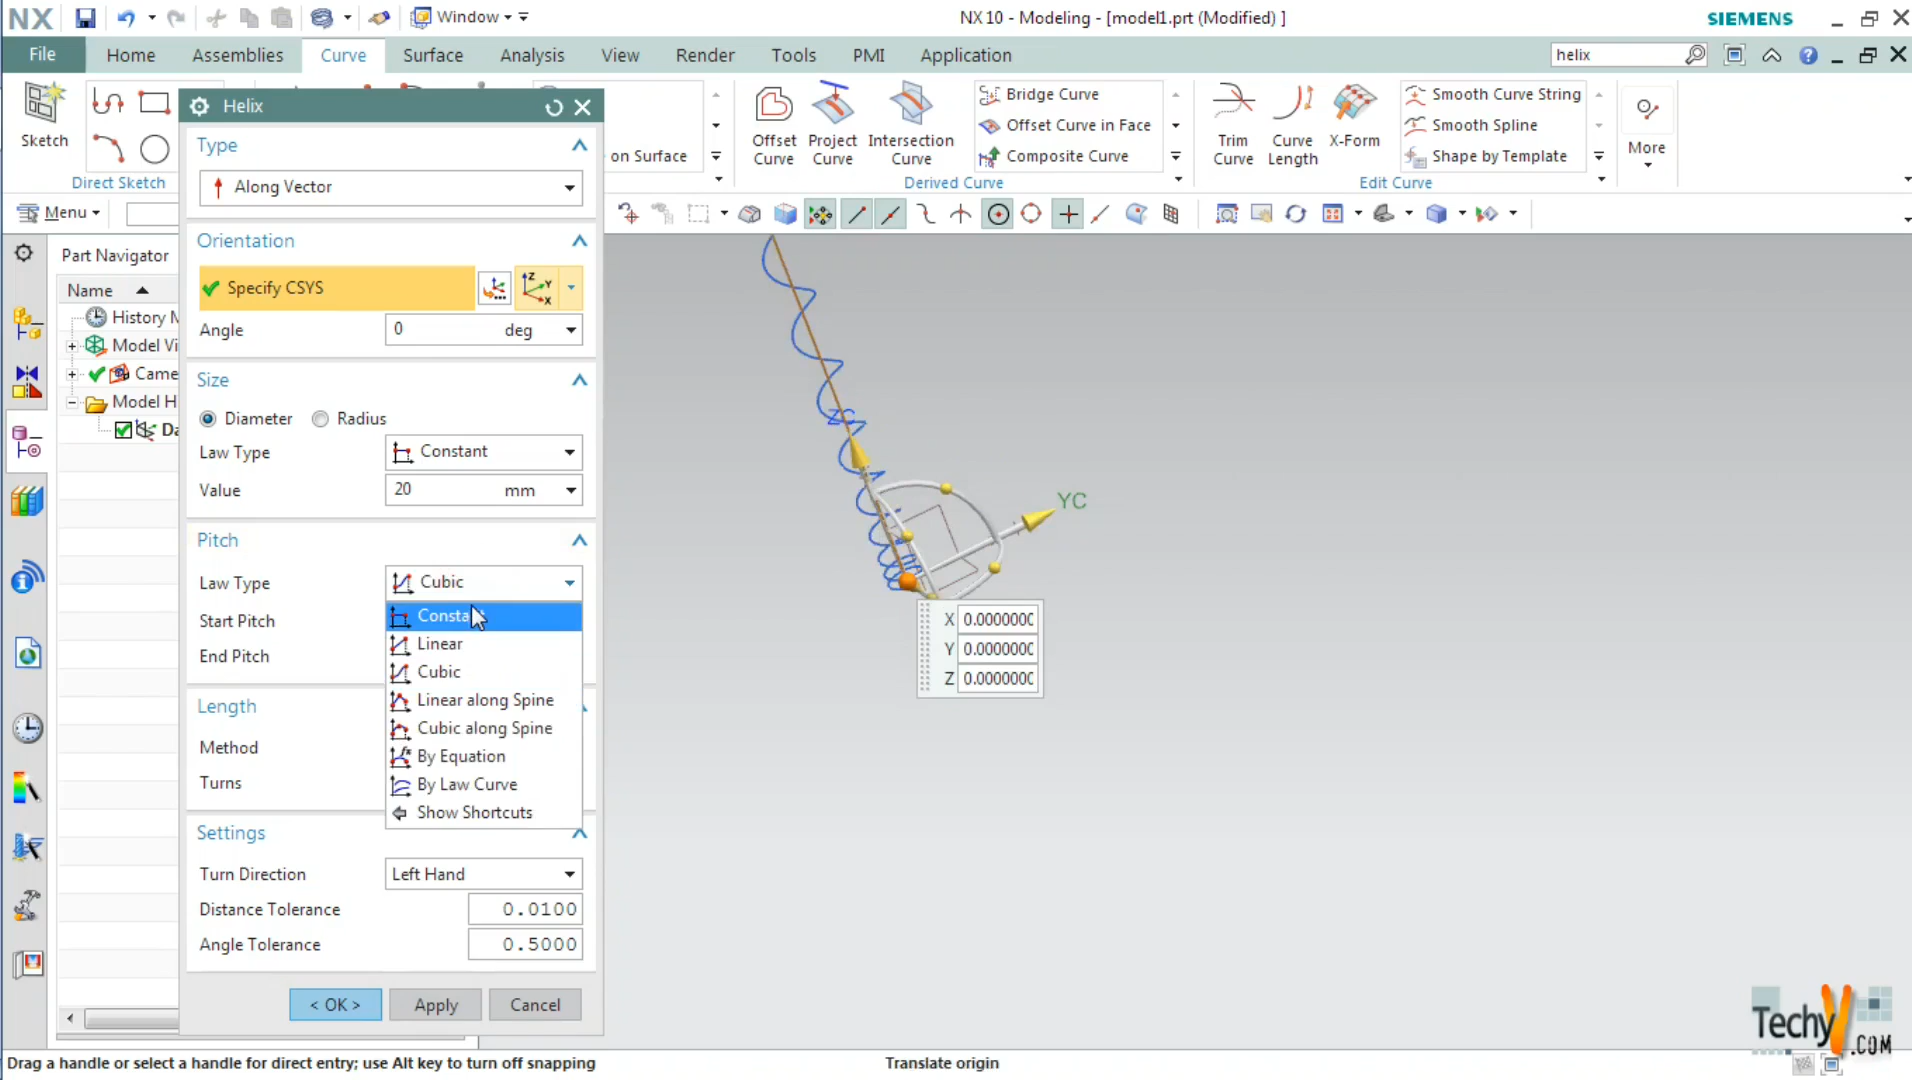 NX
Window
NX 10 - Modeling - [model1.prt (Modified) ]
SIEMENS
File
Home
Assemblies
Curve
Surface
Analysis
View
Render
Tools
PMI
Application
helix
Sketch
Direct Sketch
on Surface
Offset Curve
Project Curve
Intersection Curve
Bridge Curve
Offset Curve in Face
Composite Curve
Derived Curve
Trim Curve
Curve Length
X-Form
Smooth Curve String
Smooth Spline
Shape by Template
Edit Curve
More
Menu
Part Navigator
Name
History M
Model Vi
Came
Model H
Da
Helix
Type
Along Vector
Orientation
Specify CSYS
Z
Y
X
Angle
0
deg
Size
Diameter
Radius
Law Type
Constant
Value
20
mm
Pitch
Law Type
Cubic
Start Pitch
End Pitch
Constant
Linear
Cubic
Linear along Spine
Cubic along Spine
By Equation
By Law Curve
Show Shortcuts
Length
Method
Turns
Settings
Turn Direction
Left Hand
Distance Tolerance
0.0100
Angle Tolerance
0.5000
< OK >
Apply
Cancel
ZC
YC
X 0.000000(
Y 0.000000(
Z 0.000000(
Drag a handle or select a handle for direct entry; use Alt key to turn off snapping
Translate origin
TechyV
.COM